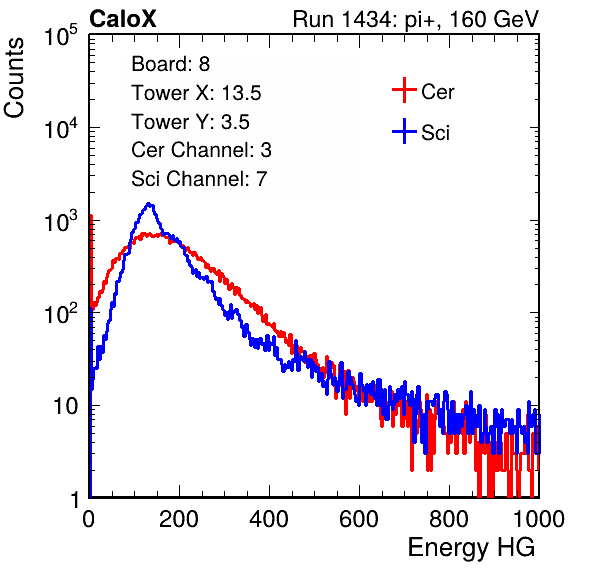 CaloX Run 1434: pi+, 160 GeV
Board: 8
Tower X: 13.5
Tower Y: 3.5
Cer Channel: 3
Sci Channel: 7
Cer
Sci
Counts
10^5
10^4
10^3
10^2
10
1
0 200 400 600 800 1000
Energy HG